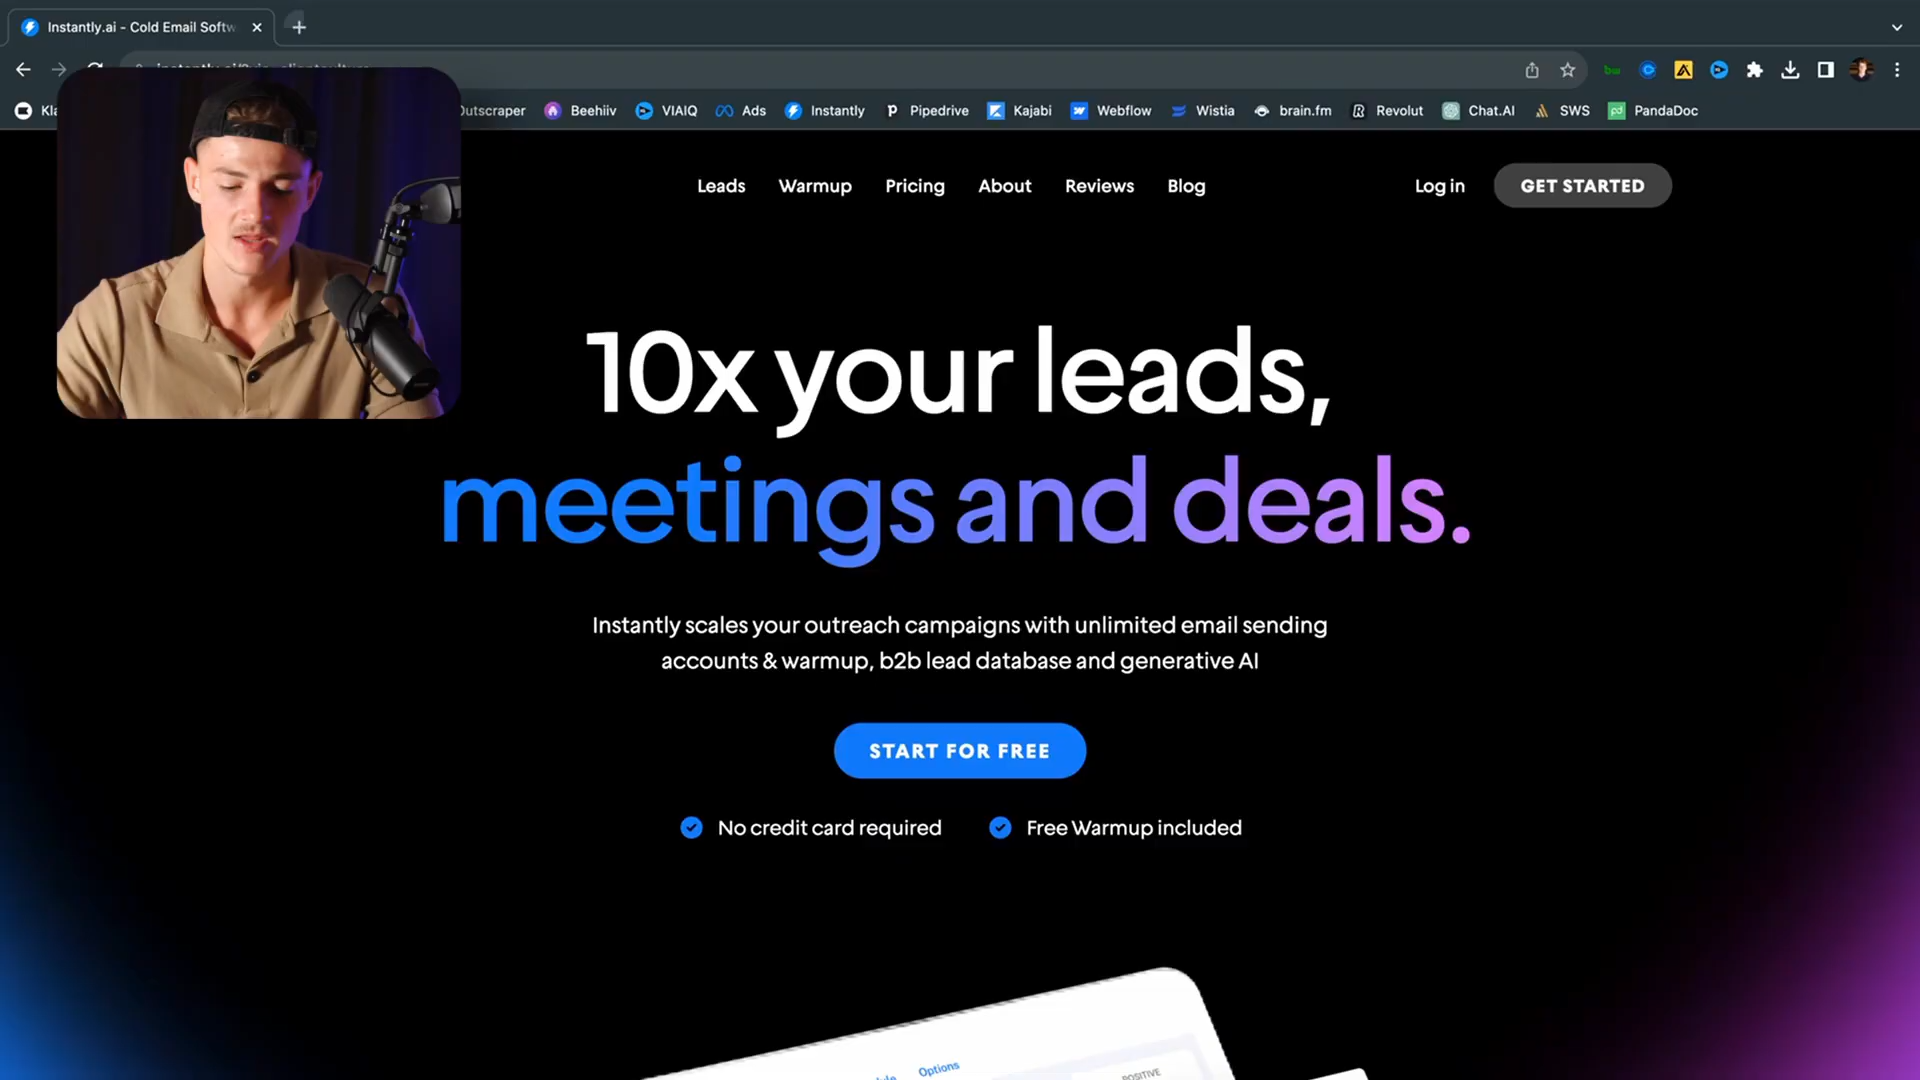 Instantly.ai - Cold Email Softw
Outscraper Beehiiv VIAIQ Ads Instantly Pipedrive Kajabi Webflow Wistia brain.fm Revolut Chat.AI SWS PandaDoc
Leads Warmup Pricing About Reviews Blog Log in GET STARTED
10x your leads,
meetings and deals.
Instantly scales your outreach campaigns with unlimited email sending
accounts & warmup, b2b lead database and generative AI
START FOR FREE
No credit card required Free Warmup included
Options
POSITIVE